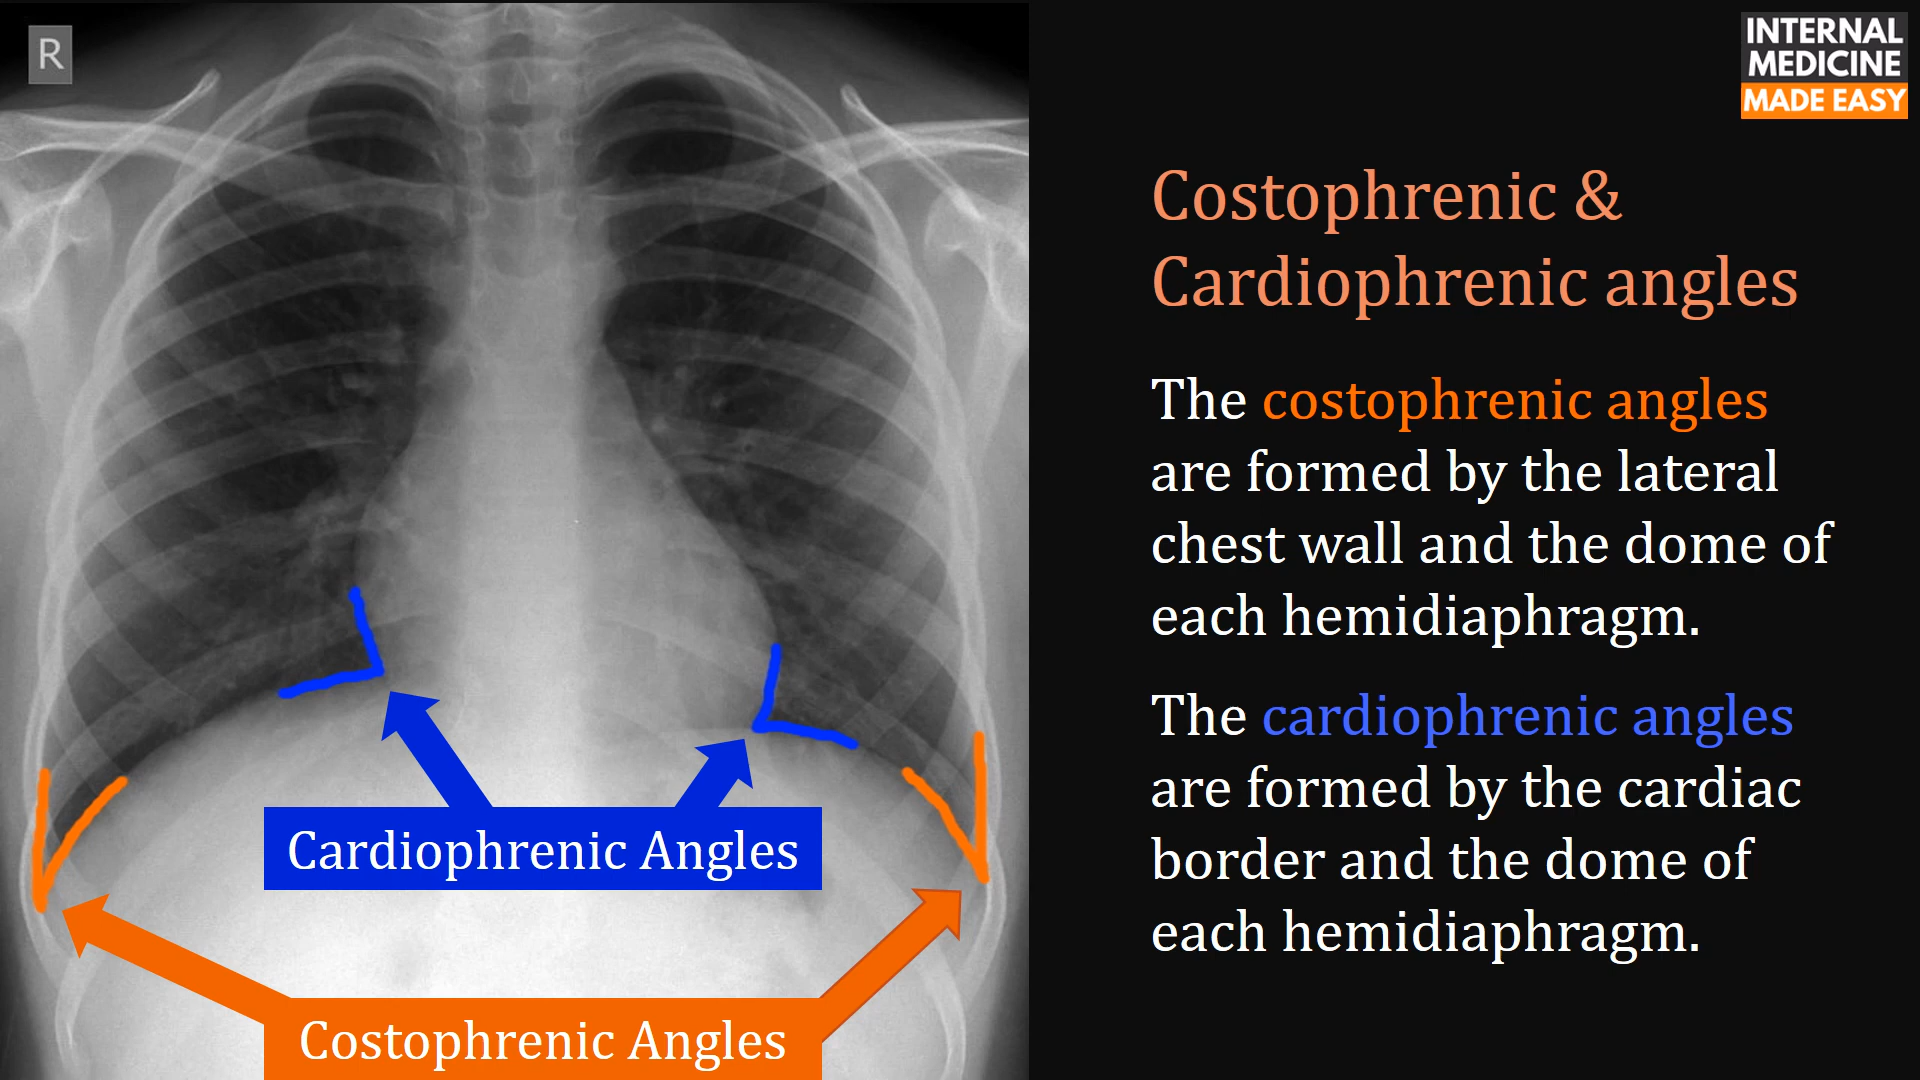 R
INTERNAL
MEDICINE
MADE EASY
Costophrenic &
Cardiophrenic angles
The costophrenic angles
are formed by the lateral
chest wall and the dome of
each hemidiaphragm.
The cardiophrenic angles
are formed by the cardiac
border and the dome of
each hemidiaphragm.
Cardiophrenic Angles
Costophrenic Angles